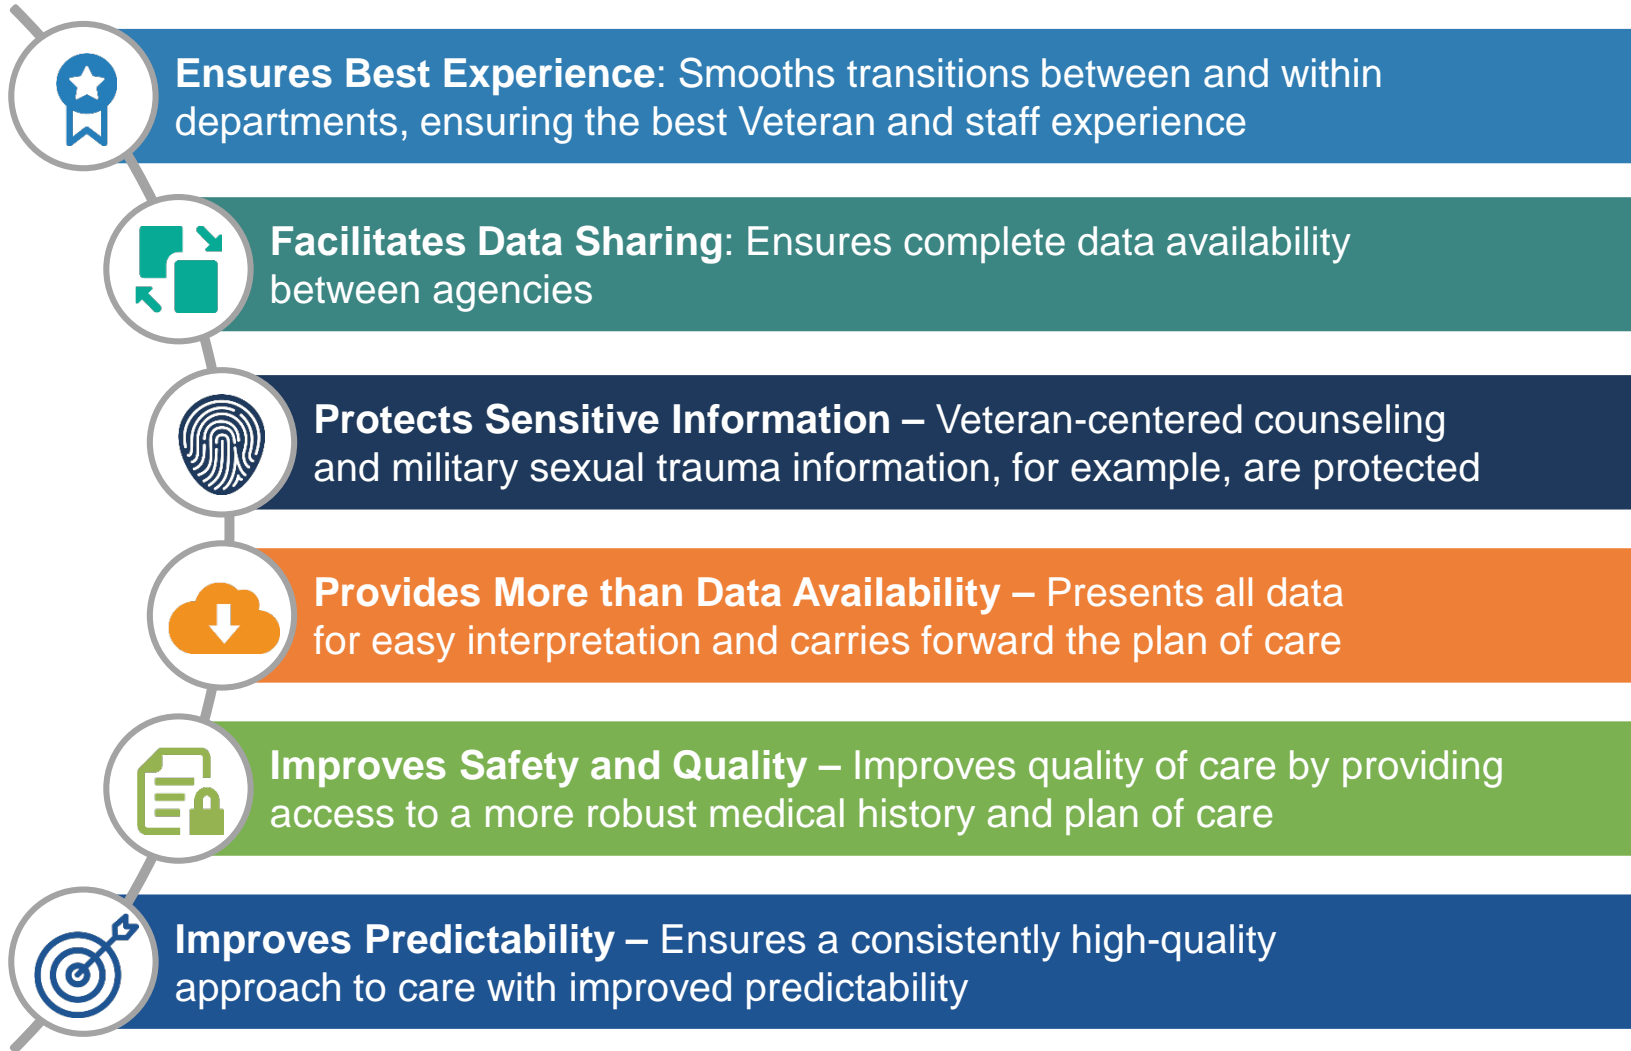 Ensures Best Experience: Smooths transitions between and within
departments, ensuring the best Veteran and staff experience
Facilitates Data Sharing: Ensures complete data availability
between agencies
Protects Sensitive Information – Veteran-centered counseling
and military sexual trauma information, for example, are protected
Provides More than Data Availability – Presents all data
for easy interpretation and carries forward the plan of care
Improves Safety and Quality – Improves quality of care by providing
access to a more robust medical history and plan of care
Improves Predictability – Ensures a consistently high-quality
approach to care with improved predictability